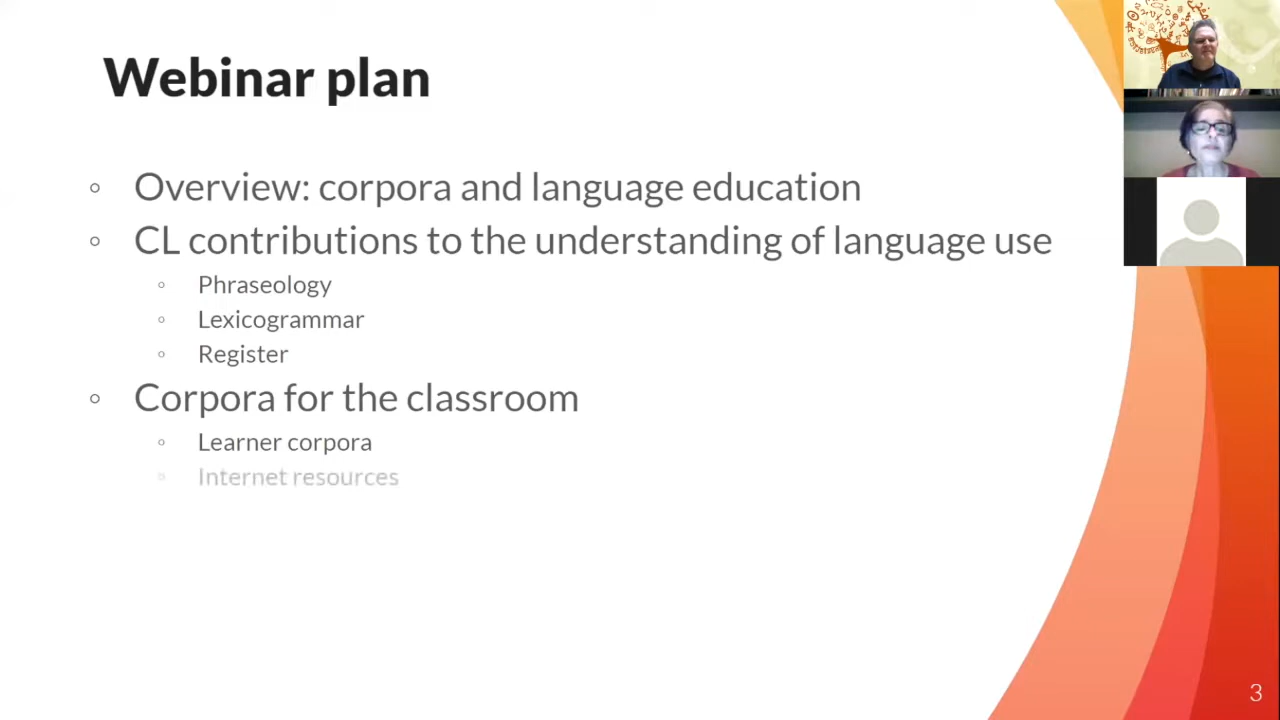 Webinar plan
Overview: corpora and language education
CL contributions to the understanding of language use
Phraseology
Lexicogrammar
Register
Corpora for the classroom
Learner corpora
Internet resources
3